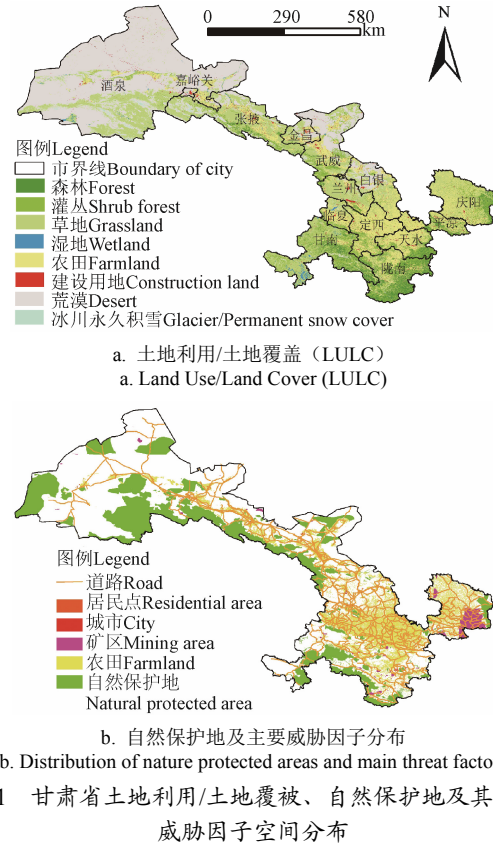 0 290 580
km
N
酒泉
嘉峪关
张掖
金昌
武威
白银
兰州
临夏
定西
甘南
天水
陇南
庆阳
平凉
图例Legend
市界线Boundary of city
森林Forest
灌丛Shrub forest
草地Grassland
湿地Wetland
农田Farmland
建设用地Construction land
荒漠Desert
冰川永久积雪Glacier/Permanent snow cover
a. 土地利用/土地覆盖（LULC）
a. Land Use/Land Cover (LULC)
图例Legend
道路Road
居民点Residential area
城市City
矿区Mining area
农田Farmland
自然保护地
Natural protected area
b. 自然保护地及主要威胁因子分布
b. Distribution of nature protected areas and main threat facto
1 甘肃省土地利用/土地覆被、自然保护地及其
威胁因子空间分布